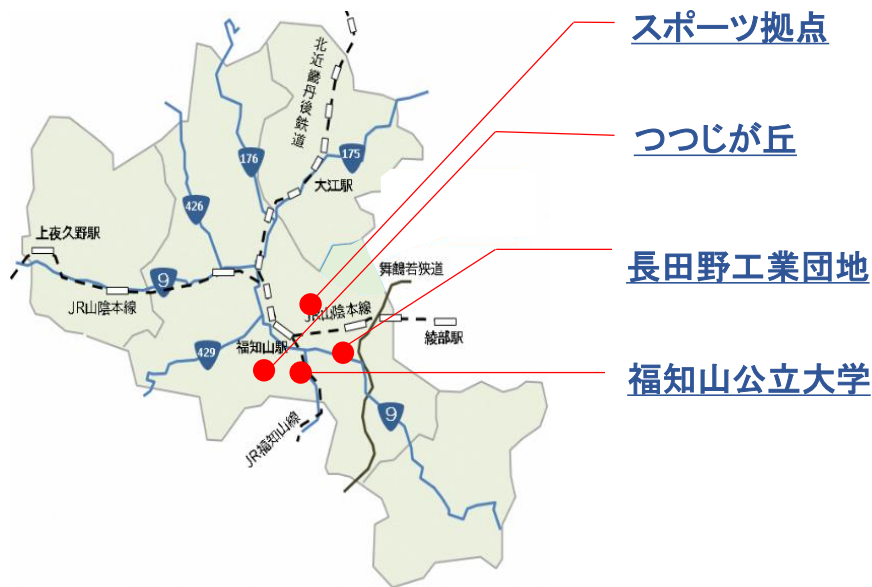 スポーツ拠点
つつじが丘
長田野工業団地
福知山公立大学
北近畿丹後鉄道
176
175
大江駅
426
上夜久野駅
9
舞鶴若狭道
JR山陰本線
JR山陰本線
綾部駅
福知山駅
429
9
JR福知山線